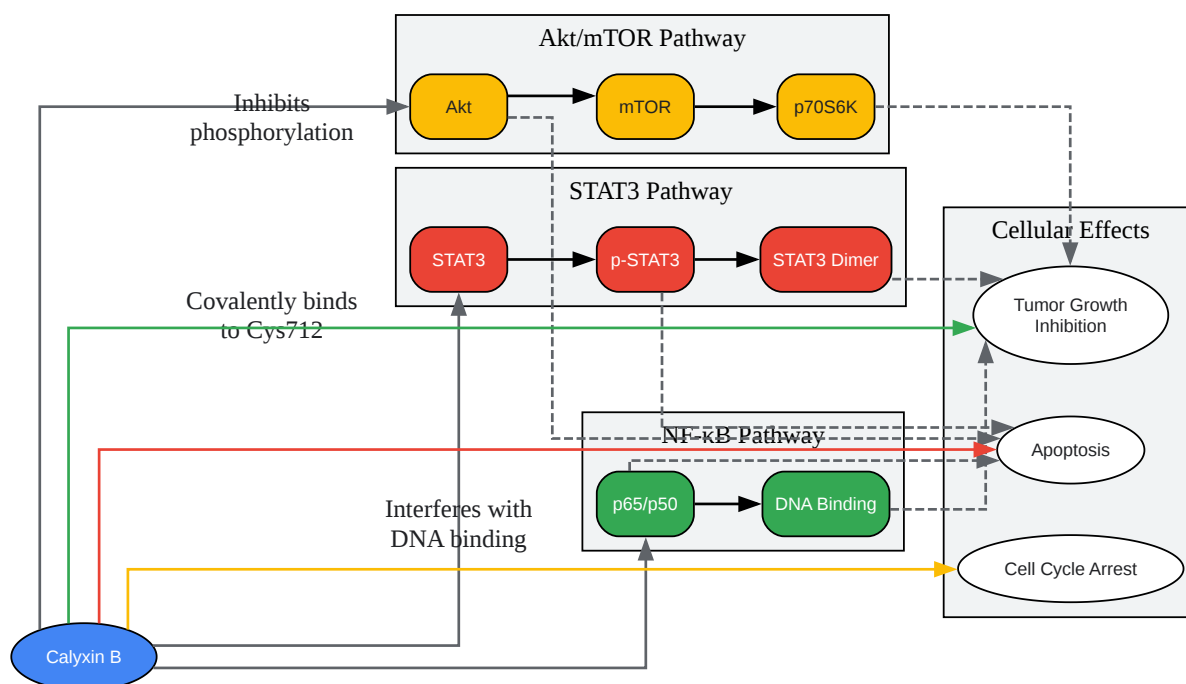 Akt/mTOR Pathway
Inhibits
phosphorylation
Akt
mTOR
p70S6K
STAT3 Pathway
STAT3
p-STAT3
STAT3 Dimer
Cellular Effects
Covalently binds
to Cys712
Tumor Growth
Inhibition
NF-κB Pathway
Apoptosis
p65/p50
DNA Binding
Interferes with
DNA binding
Cell Cycle Arrest
Calyxin B